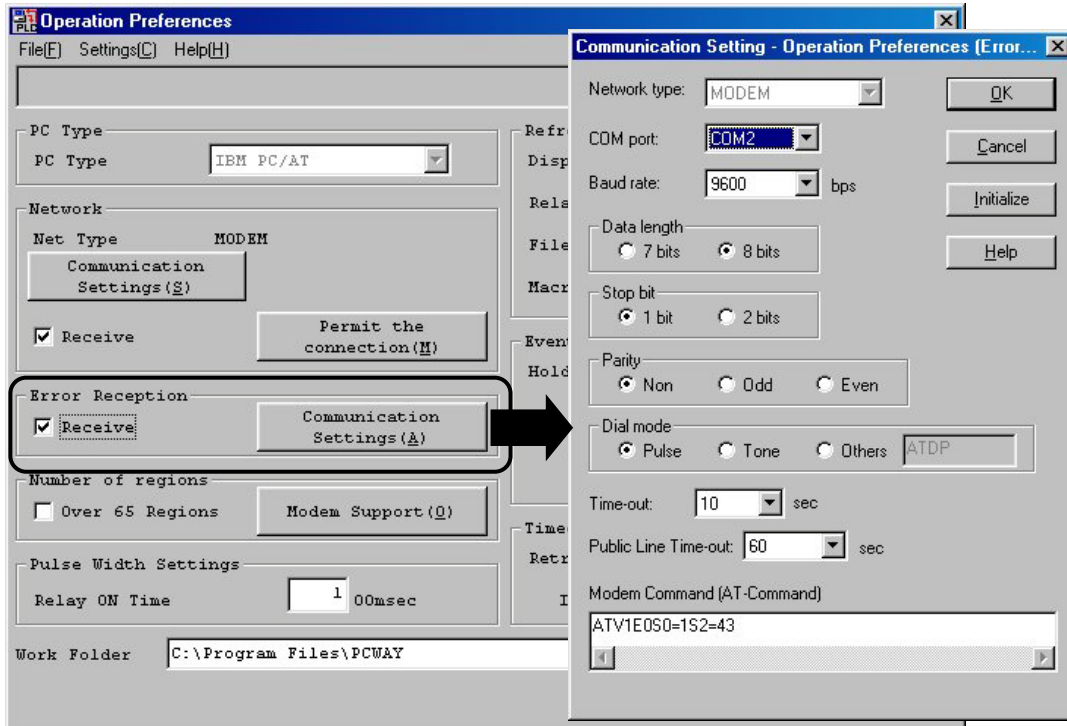 PLC Operation Preferences
File(F) Settings(C) Help(H)
PC Type
PC Type IBM PC/AT
Network
Net Type MODEM
Communication
Settings(S)
Receive
Permit the
connection(M)
Error Reception
Receive
Communication
Settings(A)
Number of regions
Over 65 Regions
Modem Support(O)
Pulse Width Settings
Relay ON Time 1 00msec
Work Folder C:\Program Files\PCWAY
Refr
Disp
Rela
File
Macr
Even
Hold
Time
Retr
I
Communication Setting - Operation Preferences (Error...
Network type: MODEM
COM port: COM2
Baud rate: 9600 bps
Data length
7 bits 8 bits
Stop bit
1 bit 2 bits
Parity
Non Odd Even
Dial mode
Pulse Tone Others ATDP
Time-out: 10 sec
Public Line Time-out: 60 sec
Modem Command (AT-Command)
ATV1E0S0=1S2=43
OK
Cancel
Initialize
Help